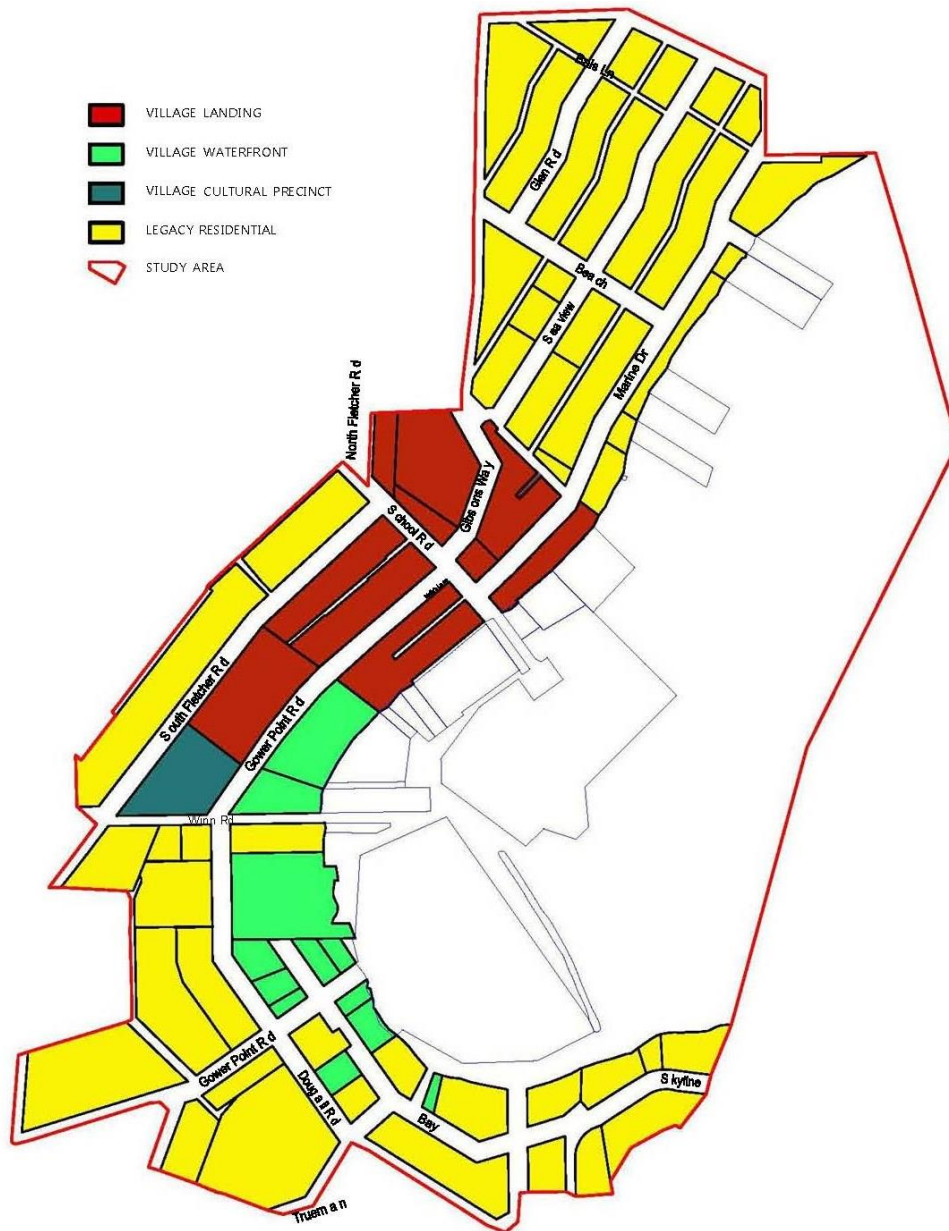 VILLAGE LANDING
VILLAGE WATERFRONT
VILLAGE CULTURAL PRECINCT
LEGACY RESIDENTIAL
STUDY AREA
Glen Rd
Beach
Seaview
Marine Dr
North Fletcher Rd
Gibsons Way
School Rd
South Fletcher Rd
Gower Point Rd
Winn Rd
Gower Point Rd
Dougall Rd
Bay
Skyline
Trueman